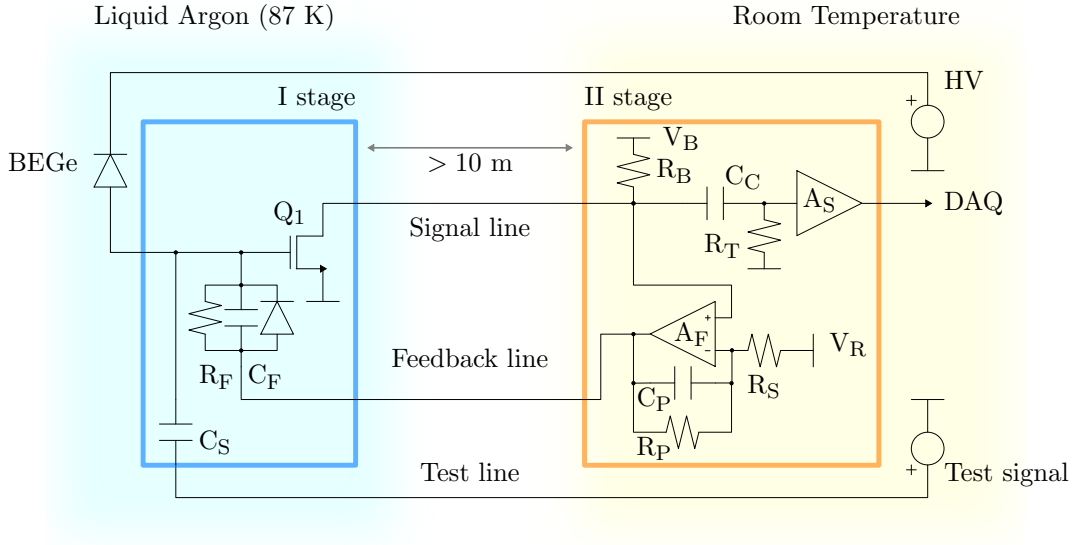 Liquid Argon (87 K)
Room Temperature
HV
+
I stage
II stage
BEGe
> 10 m
V_B
R_B
C_C
Q_1
A_S
DAQ
Signal line
R_T
+
A_F
-
V_R
Feedback line
R_F
C_F
R_S
C_P
C_S
R_P
Test line
+
Test signal